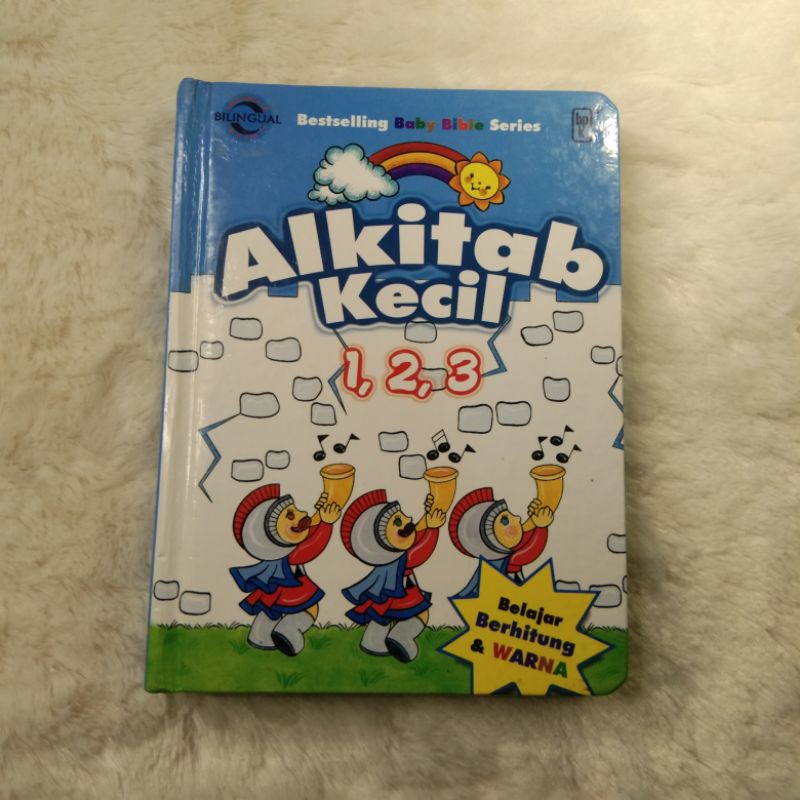 BILINGUAL
Bestselling Baby Bible Series
bpk
Alkitab
Kecil
1, 2, 3
Belajar
Berhitung
& WARNA